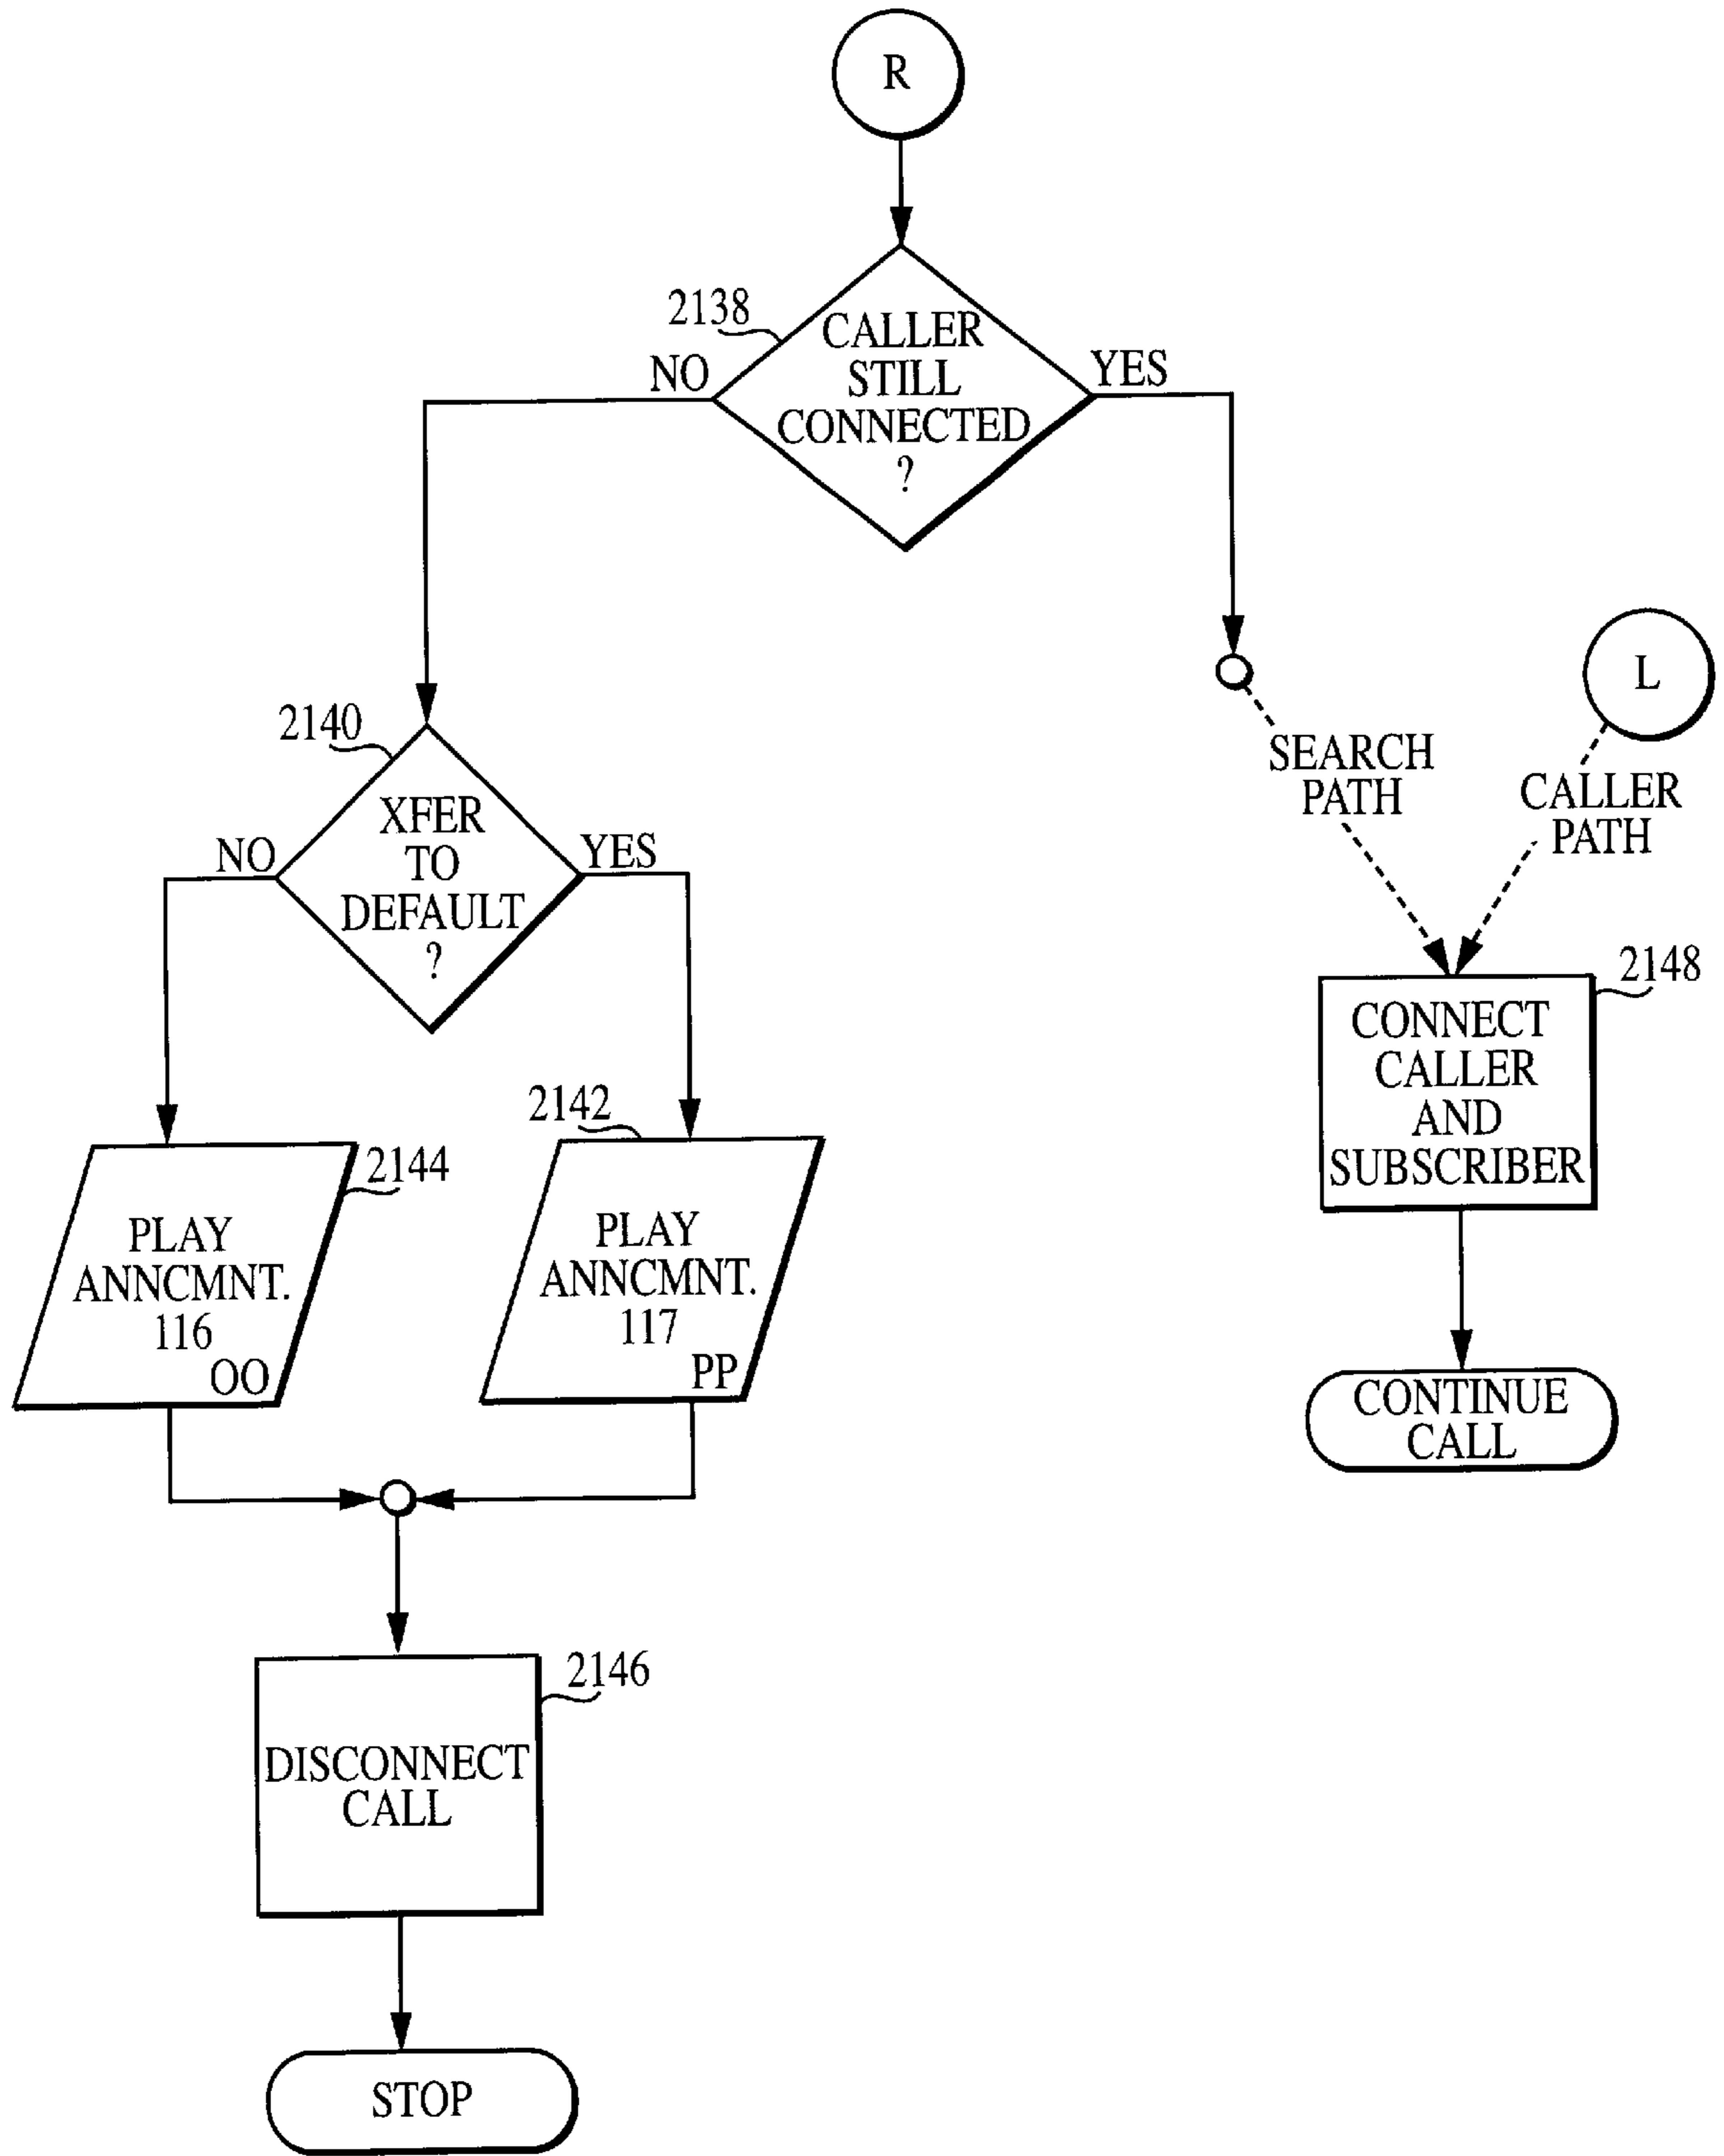 R
2138
CALLER
STILL
CONNECTED
?
NO
YES
L
2140
XFER
TO
DEFAULT
?
NO
YES
SEARCH
PATH
CALLER
PATH
2148
CONNECT
CALLER
AND
SUBSCRIBER
2144
PLAY
ANNCMNT.
116
OO
2142
PLAY
ANNCMNT.
117
PP
CONTINUE
CALL
2146
DISCONNECT
CALL
STOP